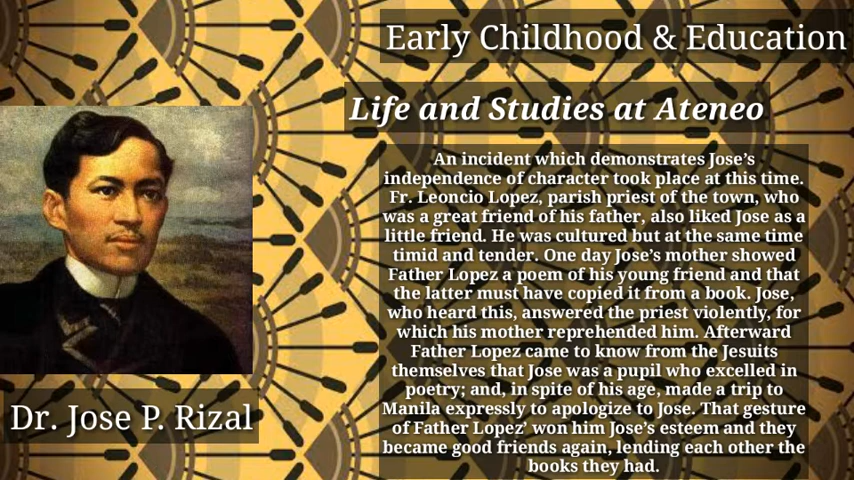 Early Childhood & Education
Life and Studies at Ateneo
An incident which demonstrates Jose's
independence of character took place at this time.
Fr. Leoncio Lopez, parish priest of the town, who
was a great friend of his father, also liked Jose as a
little friend. He was cultured but at the same time
timid and tender. One day Jose's mother showed
Father Lopez a poem of his young friend and that
the latter must have copied it from a book. Jose,
who heard this, answered the priest violently, for
which his mother reprehended him. Afterward
Father Lopez came to know from the Jesuits
themselves that Jose was a pupil who excelled in
poetry; and, in spite of his age, made a trip to
Manila expressly to apologize to Jose. That gesture
of Father Lopez’ won him Jose's esteem and they
became good friends again, lending each other the
books they had.
Dr. Jose P. Rizal